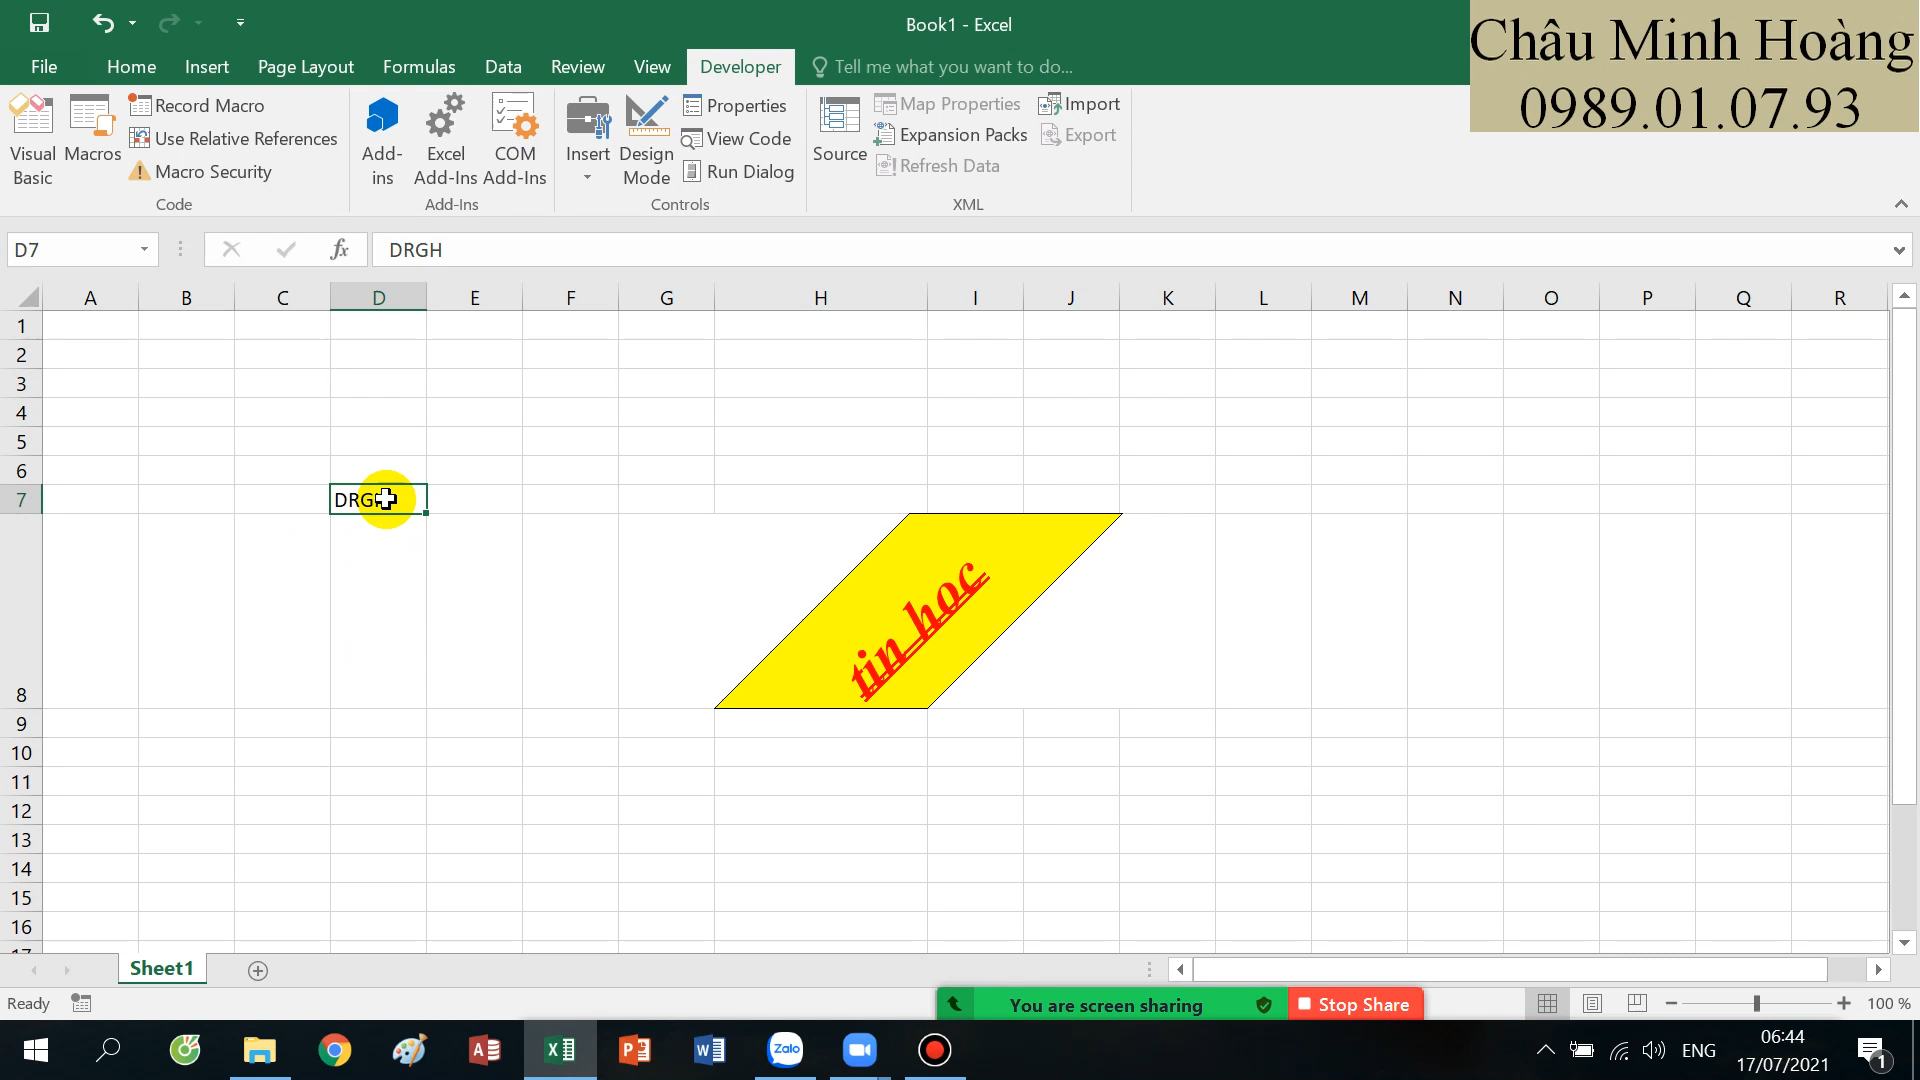 Book1 - Excel
Châu Minh Hoàng
0989.01.07.93
File Home Insert Page Layout Formulas Data Review View Developer Tell me what you want to do...
Visual Basic
Macros
Record Macro
Use Relative References
Macro Security
Code
Add-ins
Excel Add-Ins
COM Add-Ins
Add-Ins
Insert
Design Mode
Properties
View Code
Run Dialog
Controls
Source
Map Properties
Expansion Packs
Refresh Data
Import
Export
XML
D7 fx DRGH
A B C D E F G H I J K L M N O P Q R
1
2
3
4
5
6
7 DRGH
tin hoc
8
9
10
11
12
13
14
15
16
17
Sheet1
Ready
You are screen sharing Stop Share
100 %
Zalo
ENG
06:44
17/07/2021
1